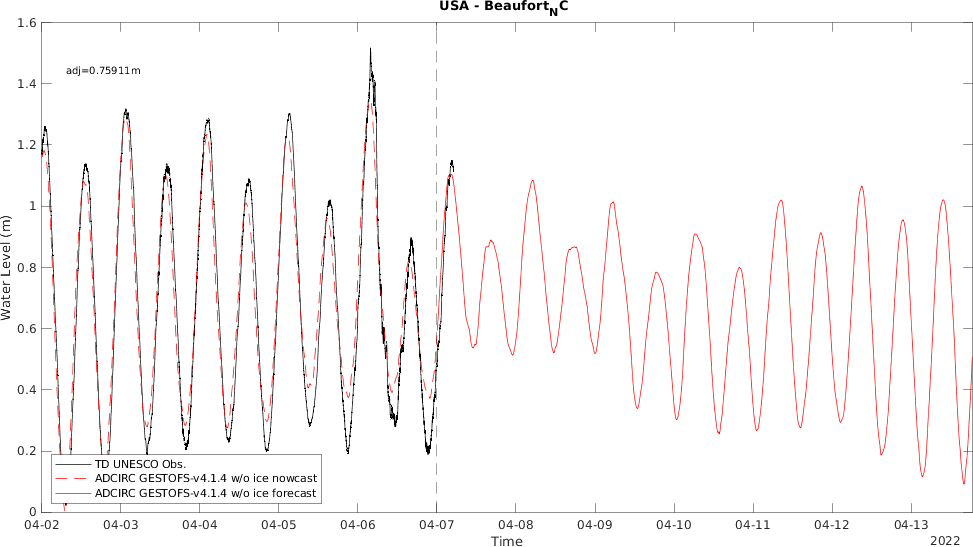 USA - BeaufortNC
adj=0.75911m
Water Level (m)
1.6
1.4
1.2
1
0.8
0.6
0.4
0.2
0
TD UNESCO Obs.
ADCIRC GESTOFS-v4.1.4 w/o ice nowcast
ADCIRC GESTOFS-v4.1.4 w/o ice forecast
04-02 04-03 04-04 04-05 04-06 04-07 04-08 04-09 04-10 04-11 04-12 04-13
Time
2022